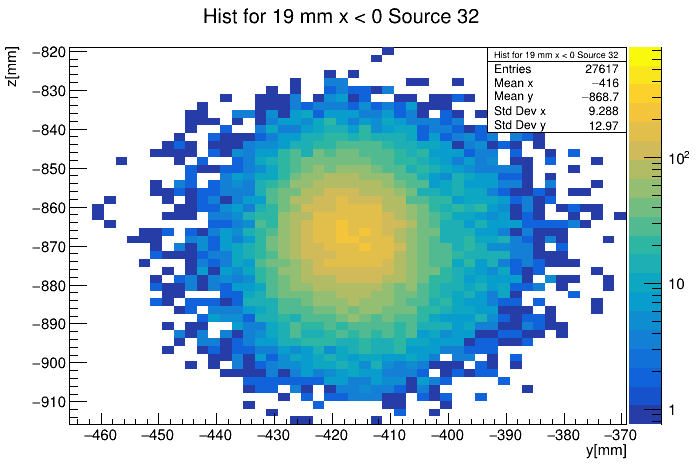 Hist for 19 mm x < 0 Source 32
z[mm]
−820
−830
−840
−850
−860
−870
−880
−890
−900
−910
Hist for 19 mm x < 0 Source 32
Entries 27617
Mean x −416
Mean y −868.7
Std Dev x 9.288
Std Dev y 12.97
10²
10
1
−460 −450 −440 −430 −420 −410 −400 −390 −380 −370
y[mm]